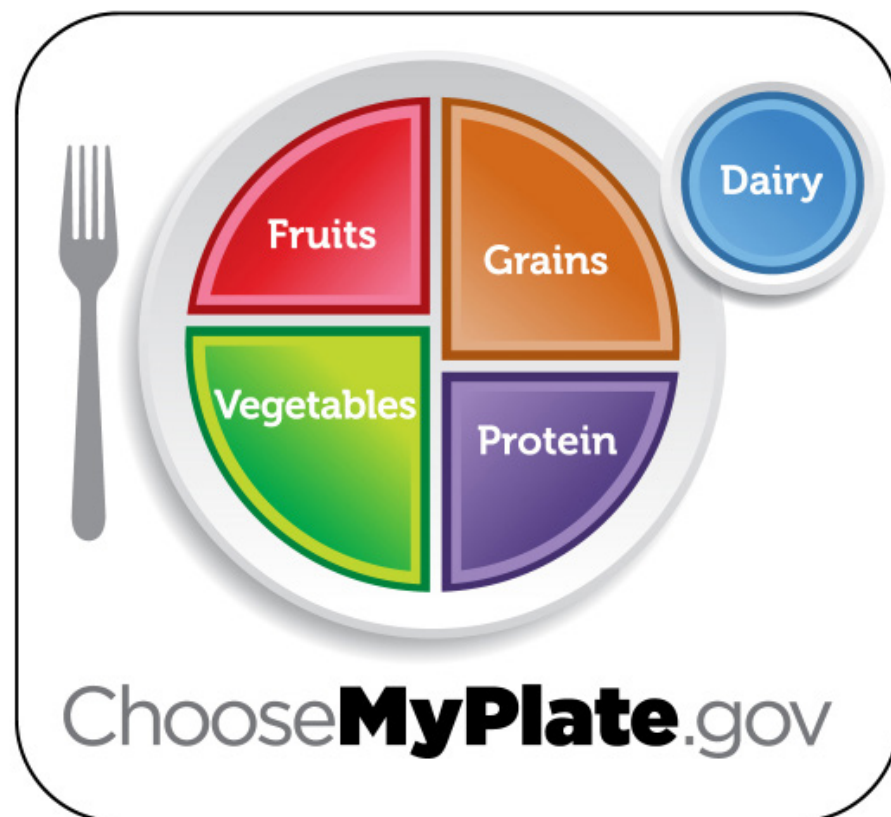 Fruits
Grains
Dairy
Vegetables
Protein
ChooseMyPlate.gov